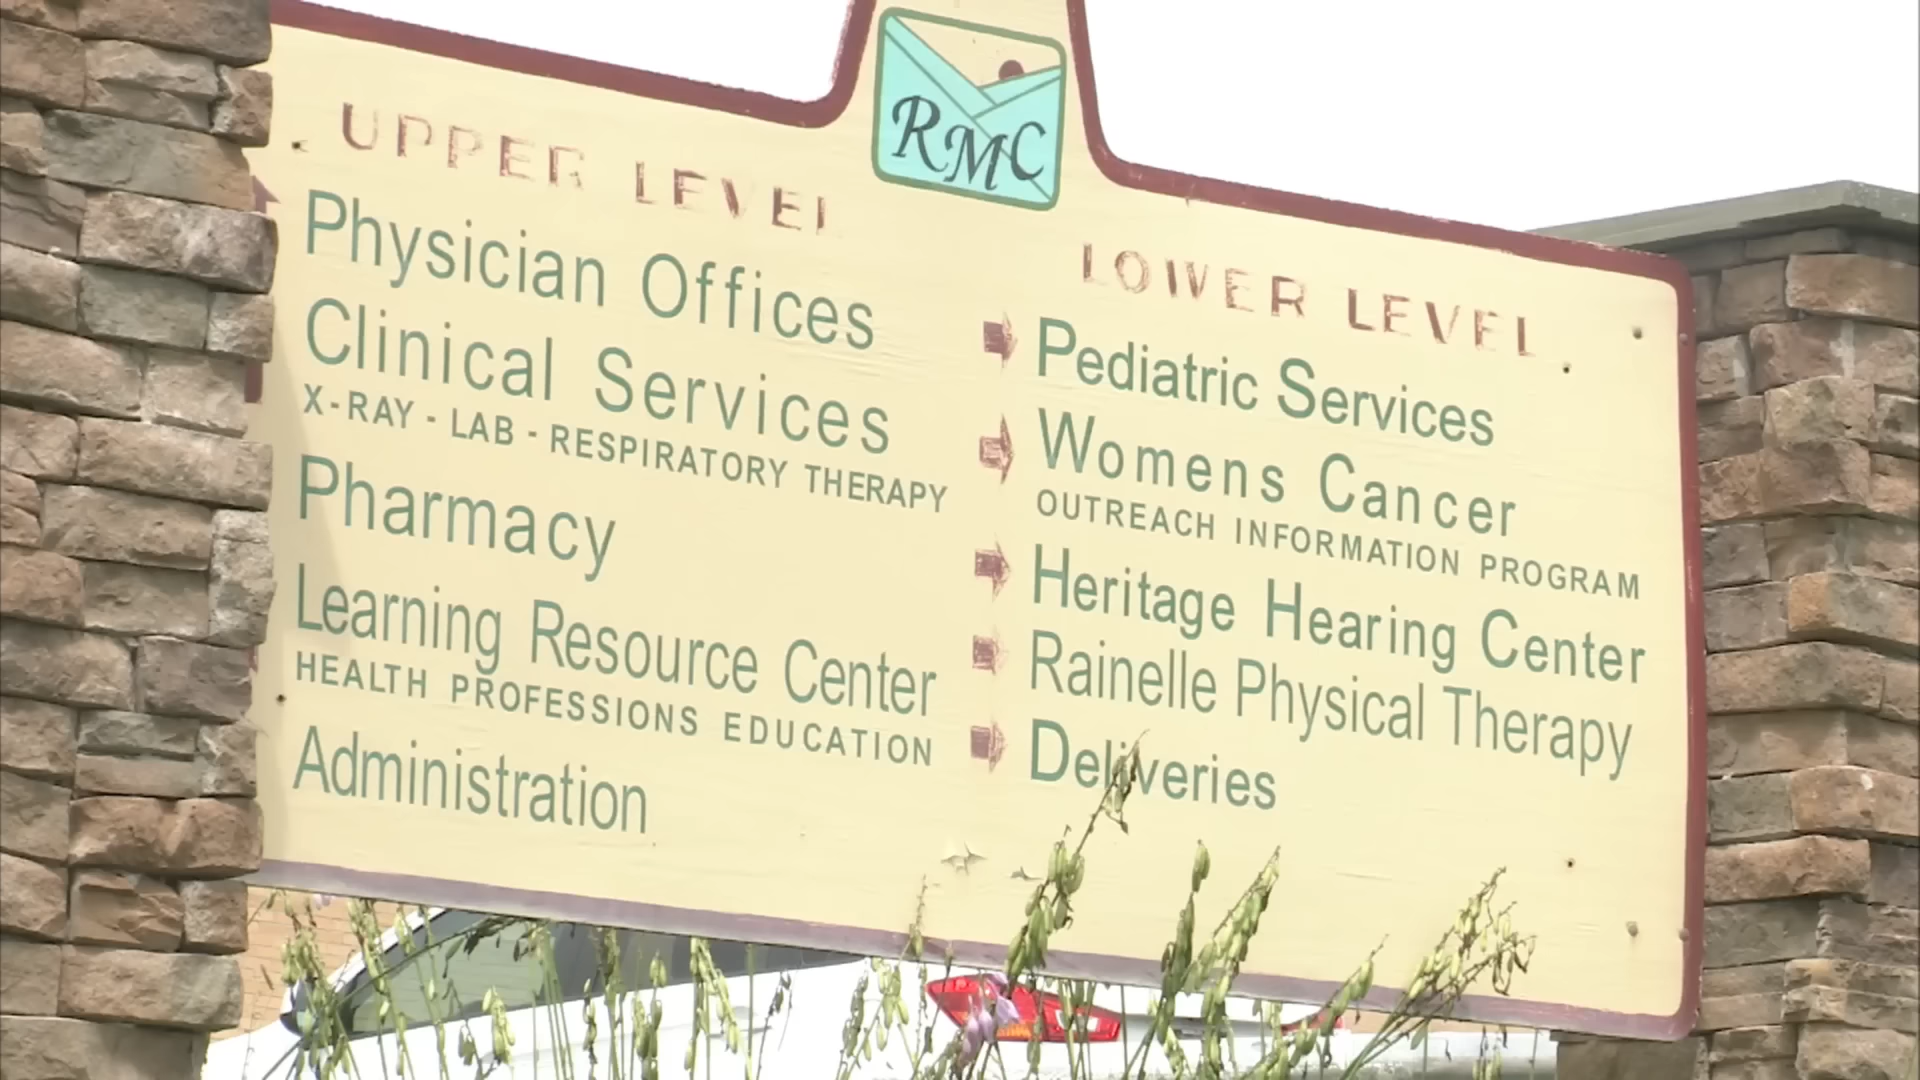 RMC
UPPER LEVEL
Physician Offices
Clinical Services
X-RAY - LAB - RESPIRATORY THERAPY
Pharmacy
Learning Resource Center
HEALTH PROFESSIONS EDUCATION
Administration
LOWER LEVEL
Pediatric Services
Womens Cancer
OUTREACH INFORMATION PROGRAM
Heritage Hearing Center
Rainelle Physical Therapy
Deliveries